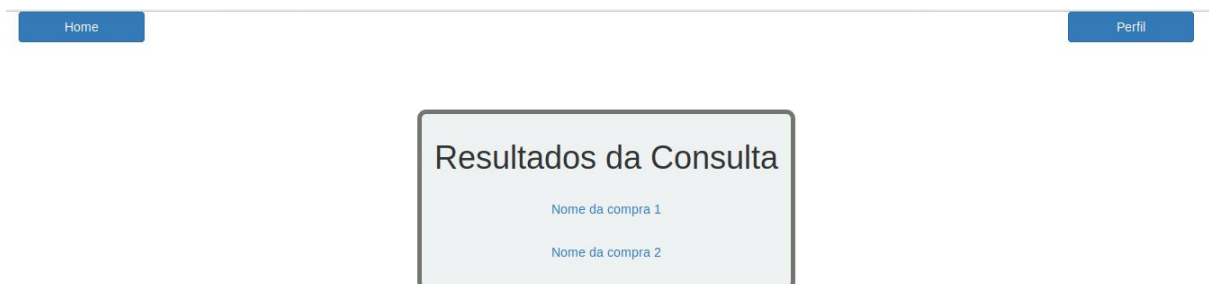 Home
Perfil
Resultados da Consulta
Nome da compra 1
Nome da compra 2